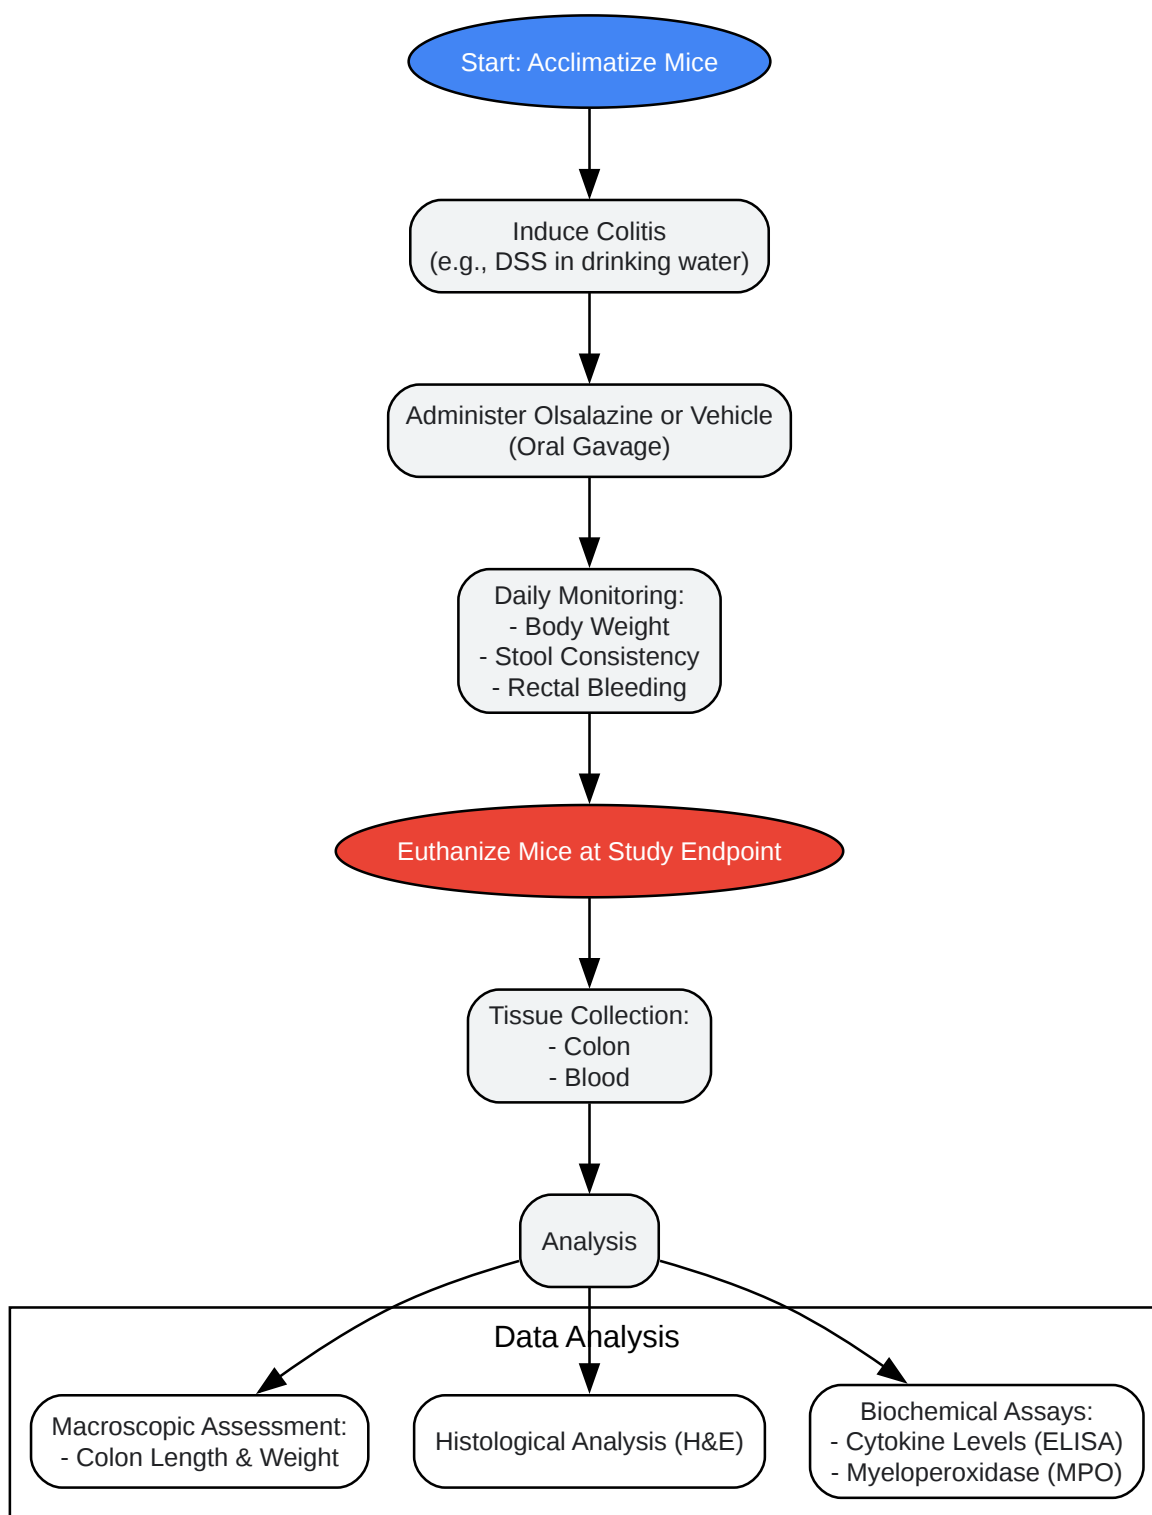 Start: Acclimatize Mice
Induce Colitis
(e.g., DSS in drinking water)
Administer Olsalazine or Vehicle
(Oral Gavage)
Daily Monitoring:
- Body Weight
- Stool Consistency
- Rectal Bleeding
Euthanize Mice at Study Endpoint
Tissue Collection:
- Colon
- Blood
Analysis
Data Analysis
Macroscopic Assessment:
- Colon Length & Weight
Histological Analysis (H&E)
Biochemical Assays:
- Cytokine Levels (ELISA)
- Myeloperoxidase (MPO)